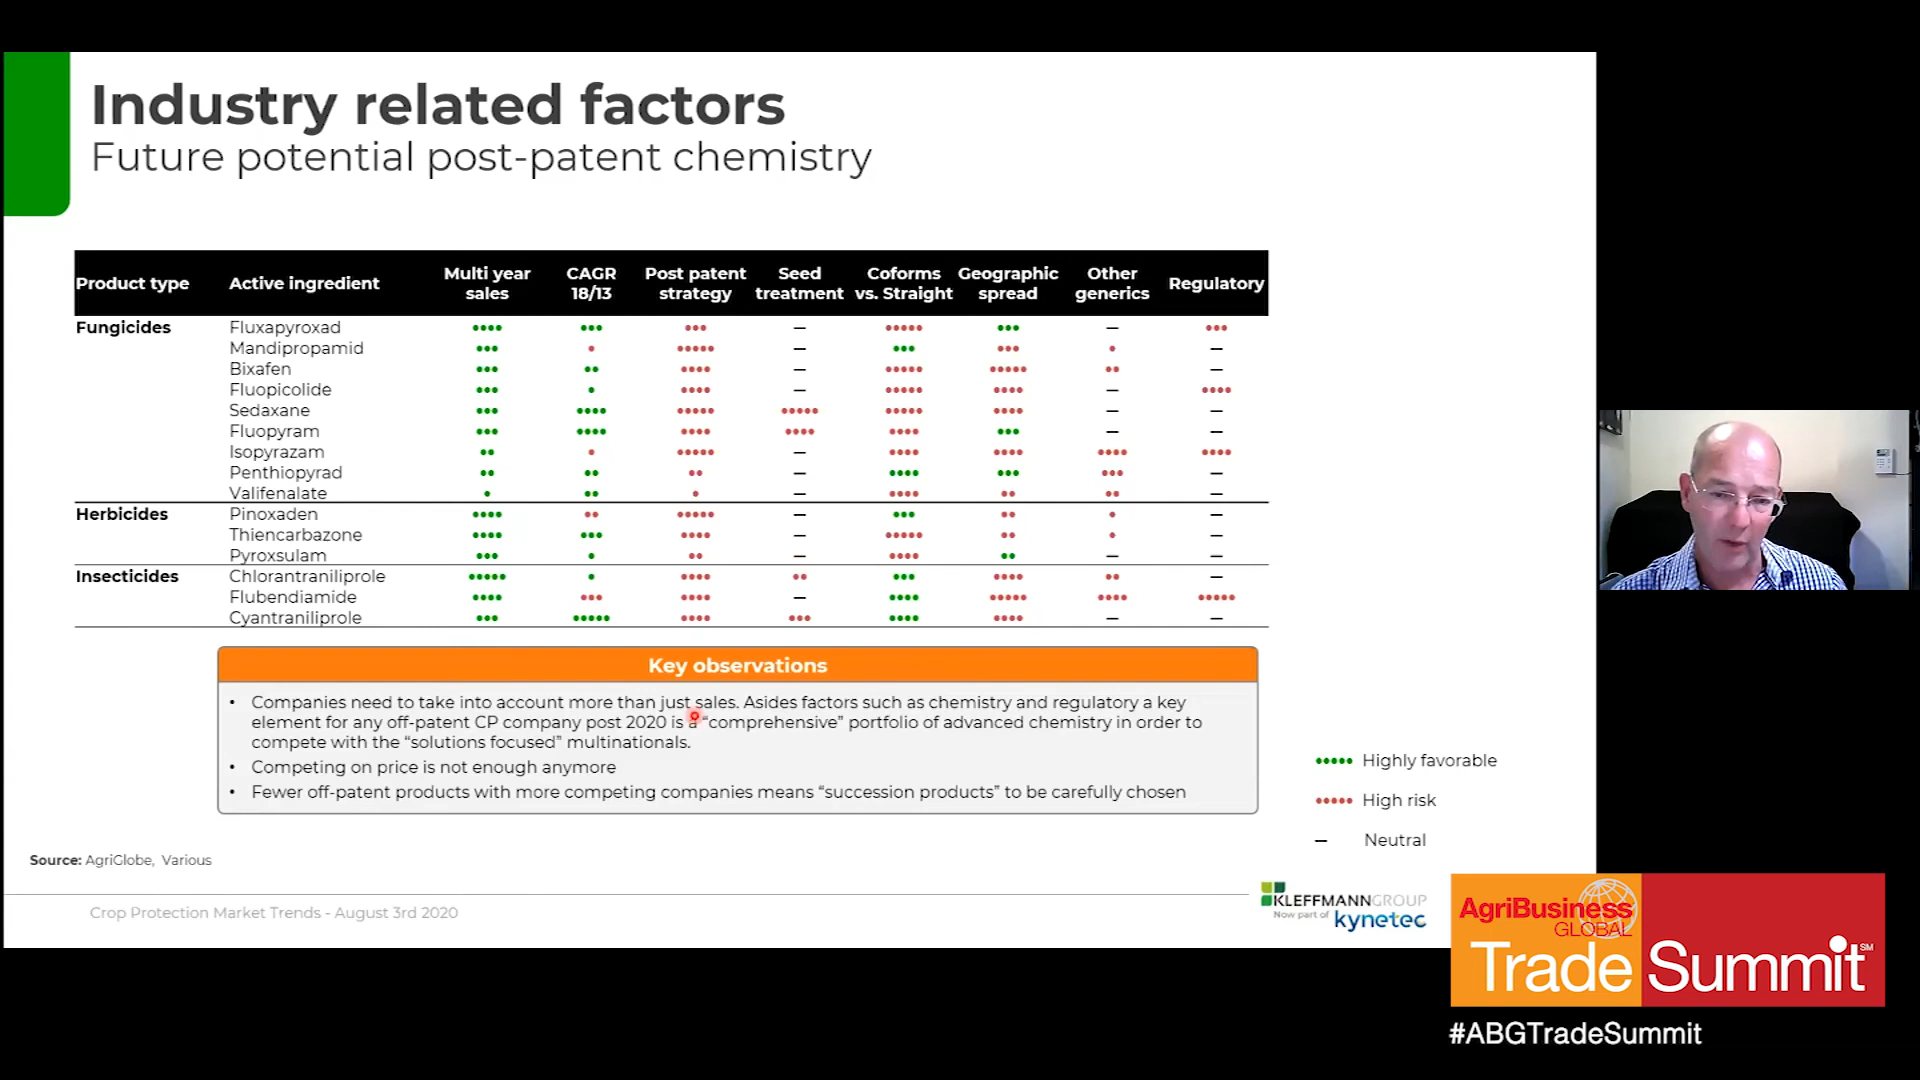 Industry related factors
Future potential post-patent chemistry
Product type Active ingredient Multi year sales CAGR 18/13 Post patent strategy Seed treatment Coforms vs. Straight Geographic spread Other generics Regulatory
Fungicides Fluxapyroxad •••• ••• ••• – ••••• ••• – •••
Mandipropamid ••• • ••••• – ••• ••• • –
Bixafen ••• •• •••• – ••••• ••••• •• –
Fluopicolide ••• • •••• – ••••• •••• – ••••
Sedaxane ••• •••• ••••• ••••• ••••• •••• – –
Fluopyram ••• •••• •••• •••• •••• ••• – –
Isopyrazam •• • ••••• – •••• •••• •••• ••••
Penthiopyrad •• •• •• – •••• ••• ••• –
Valifenalate • •• • – •••• •• •• –
Herbicides Pinoxaden •••• •• ••••• – ••• •• • –
Thiencarbazone •••• ••• •••• – ••••• •• • –
Pyroxsulam ••• • •• – •••• •• – –
Insecticides Chlorantraniliprole ••••• • •••• •• ••• •••• •• –
Flubendiamide •••• ••• •••• – •••• ••••• •••• •••••
Cyantraniliprole ••• ••••• •••• ••• •••• •••• – –
Key observations
• Companies need to take into account more than just sales. Asides factors such as chemistry and regulatory a key
element for any off-patent CP company post 2020 is a “comprehensive” portfolio of advanced chemistry in order to
compete with the “solutions focused” multinationals.
• Competing on price is not enough anymore
• Fewer off-patent products with more competing companies means “succession products” to be carefully chosen
••••• Highly favorable
••••• High risk
– Neutral
Source: AgriGlobe, Various
Crop Protection Market Trends - August 3rd 2020
KLEFFMANNGROUP
Now part of kynetec
AgriBusiness
GLOBAL
Trade Summit SM
#ABGTradeSummit